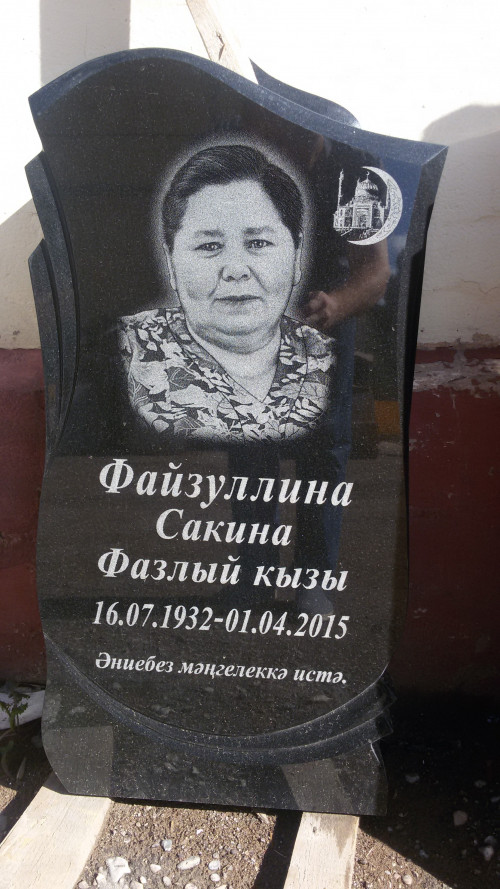 Файзуллина
Сакина
Фазлый кызы
16.07.1932-01.04.2015
Әниебез мәңгелеккә истә.